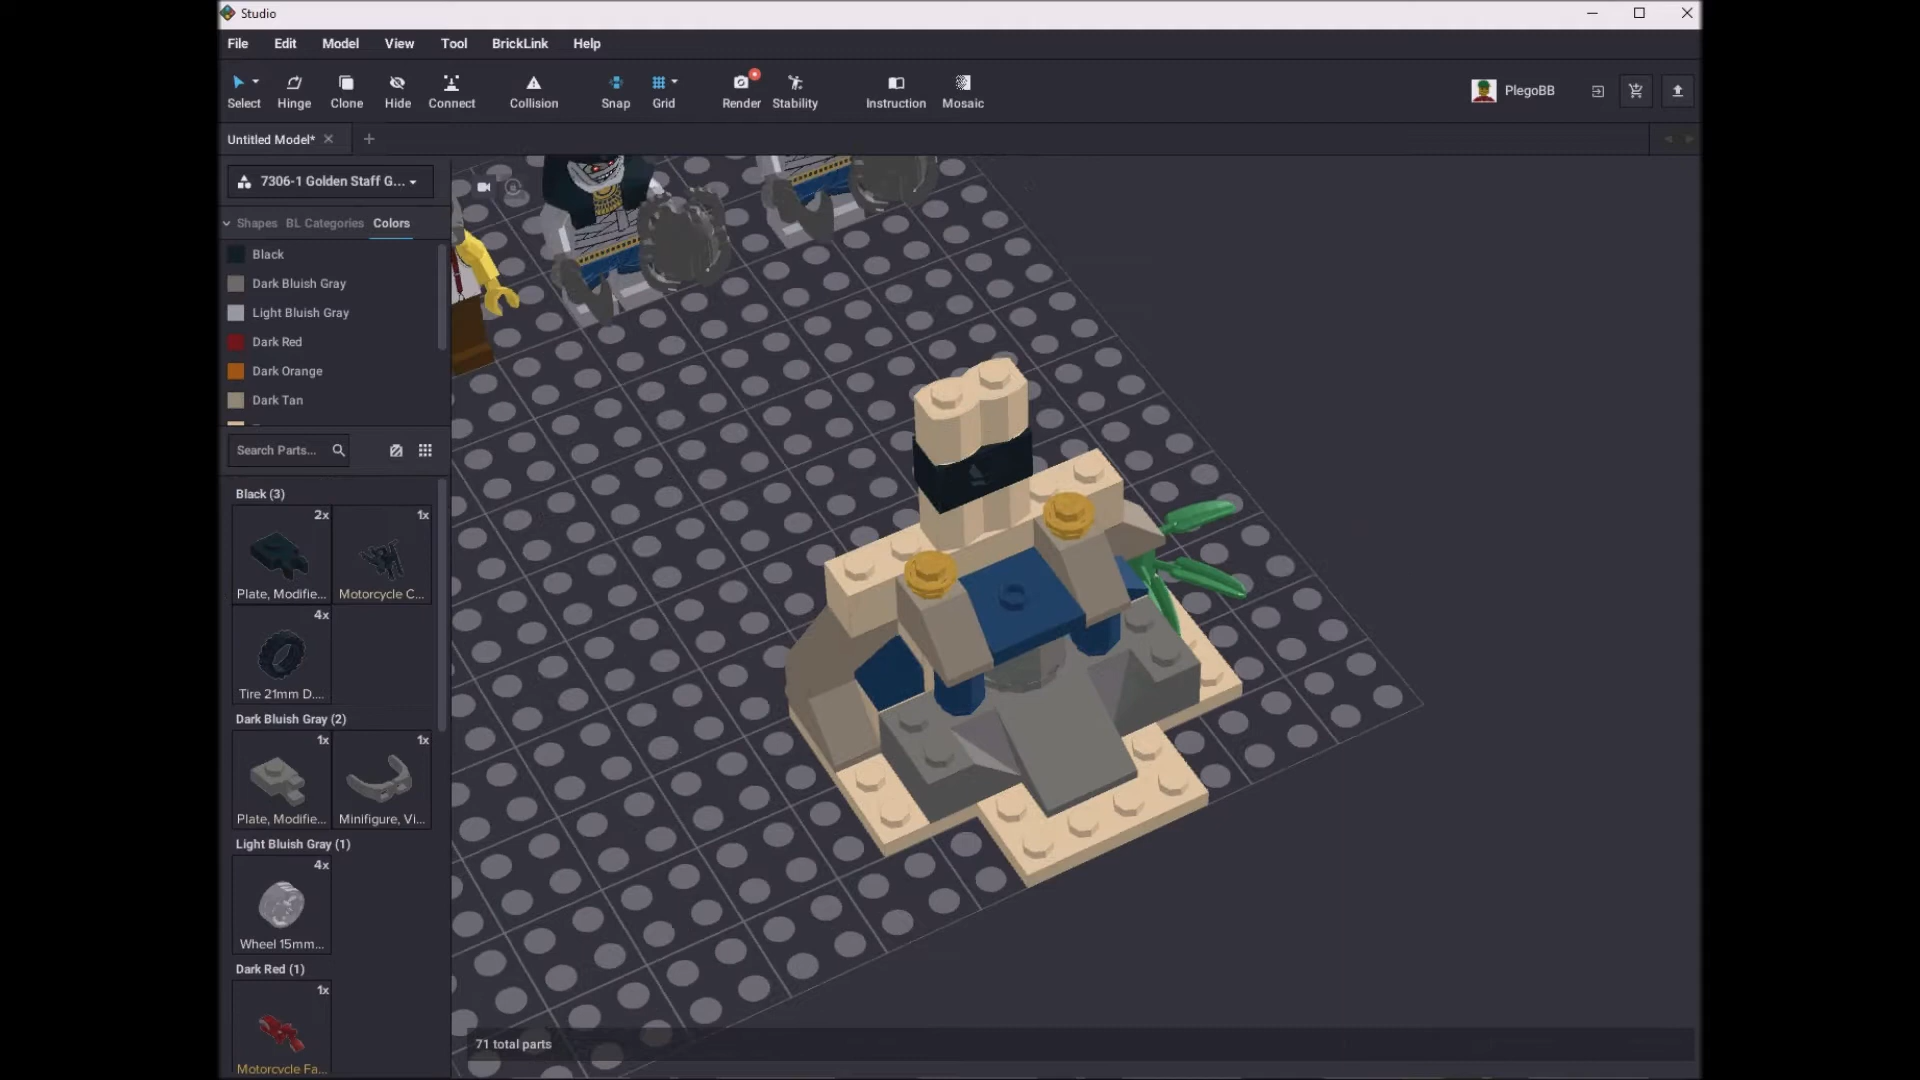 Studio
File Edit Model View Tool BrickLink Help
Select Hinge Clone Hide Connect Collision Snap Grid Render Stability Instruction Mosaic PlegoBB
Untitled Model*
7306-1 Golden Staff G...
Shapes BL Categories Colors
Black
Dark Bluish Gray
Light Bluish Gray
Dark Red
Dark Orange
Dark Tan
Search Parts...
Black (3)
2x 1x
Plate, Modifie... Motorcycle C...
4x
Tire 21mm D....
Dark Bluish Gray (2)
1x 1x
Plate, Modifie... Minifigure, Vi...
Light Bluish Gray (1)
4x
Wheel 15mm...
Dark Red (1)
1x
Motorcycle Fa...
71 total parts